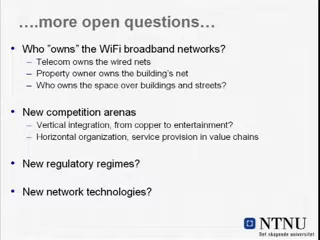 ….more open questions…
• Who "owns" the WiFi broadband networks?
– Telecom owns the wired nets
– Property owner owns the building's net
– Who owns the space over buildings and streets?
• New competition arenas
– Vertical integration, from copper to entertainment?
– Horizontal organization, service provision in value chains
• New regulatory regimes?
• New network technologies?
NTNU
Det skapende universitet